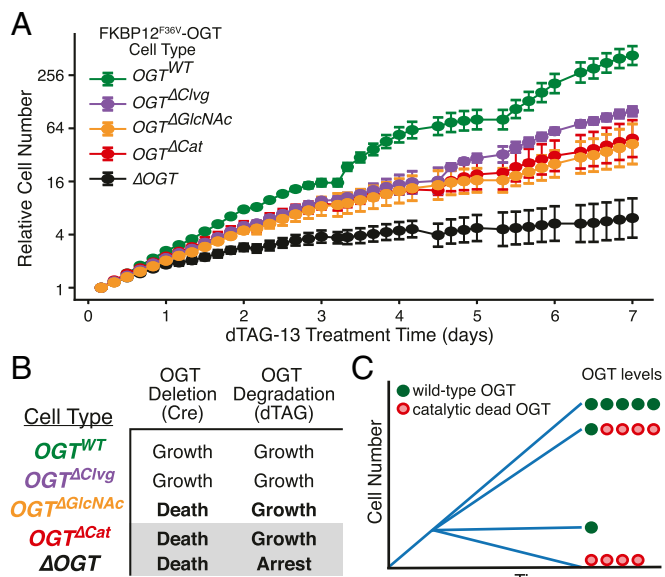 A
FKBP12F36V-OGT
Cell Type
OGTWT
OGTΔClvg
OGTΔGlcNAc
OGTΔCat
ΔOGT
Relative Cell Number
256
64
16
4
1
0 1 2 3 4 5 6 7
dTAG-13 Treatment Time (days)
B
Cell Type
OGT Deletion (Cre)
OGT Degradation (dTAG)
OGTWT Growth Growth
OGTΔClvg Growth Growth
OGTΔGlcNAc Death Growth
OGTΔCat Death Growth
ΔOGT Death Arrest
C
OGT levels
wild-type OGT
catalytic dead OGT
Cell Number